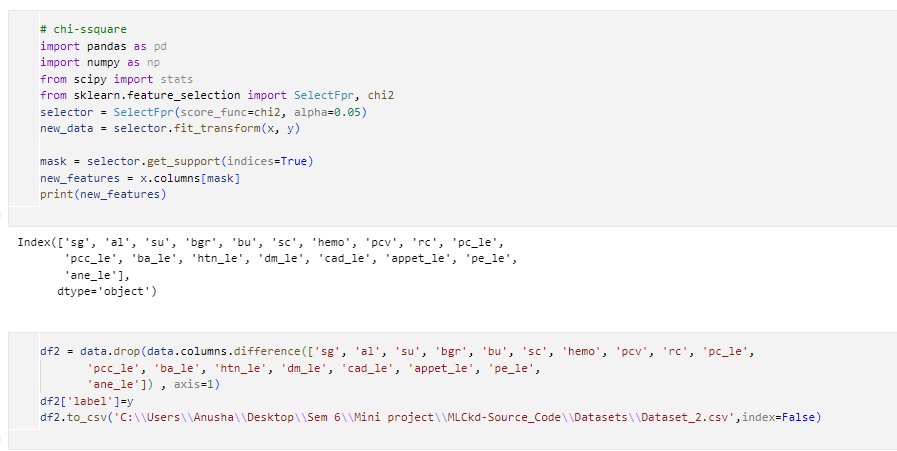 # chi-ssquare
import pandas as pd
import numpy as np
from scipy import stats
from sklearn.feature_selection import SelectFpr, chi2
selector = SelectFpr(score_func=chi2, alpha=0.05)
new_data = selector.fit_transform(x, y)
mask = selector.get_support(indices=True)
new_features = x.columns[mask]
print(new_features)
Index(['sg', 'al', 'su', 'bgr', 'bu', 'sc', 'hemo', 'pcv', 'rc', 'pc_le',
'pcc_le', 'ba_le', 'htn_le', 'dm_le', 'cad_le', 'appet_le', 'pe_le',
'ane_le'],
dtype='object')
df2 = data.drop(data.columns.difference(['sg', 'al', 'su', 'bgr', 'bu', 'sc', 'hemo', 'pcv', 'rc', 'pc_le',
'pcc_le', 'ba_le', 'htn_le', 'dm_le', 'cad_le', 'appet_le', 'pe_le',
'ane_le']) , axis=1)
df2['label']=y
df2.to_csv('C:\\Users\\Anusha\\Desktop\\Sem 6\\Mini project\\MLCkd-Source_Code\\Datasets\\Dataset_2.csv',index=False)